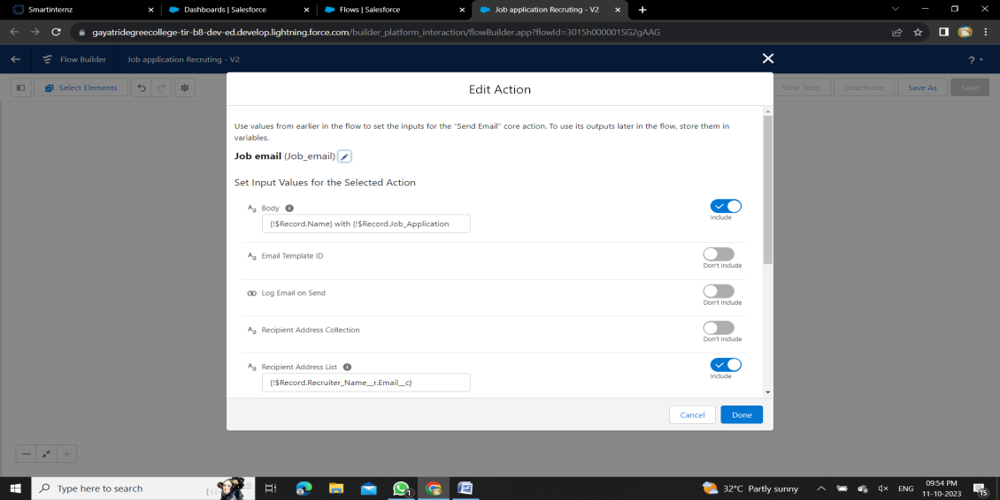 Smartinternz
Dashboards | Salesforce
Flows | Salesforce
Job application Recruting - V2
gayatridegreecollege-tir-b8-dev-ed.develop.lightning.force.com/builder_platform_interaction/flowBuilder.app?flowId=3015h000001SG2gAAG
Flow Builder
Job application Recruting - V2
?
Select Elements
View Tests
Deactivate
Save As
Save
Edit Action
Use values from earlier in the flow to set the inputs for the "Send Email" core action. To use its outputs later in the flow, store them in
variables.
Job email (Job_email)
Set Input Values for the Selected Action
Aa Body
Include
{!$Record.Name} with {!$Record.Job_Application
Aa Email Template ID
Don't Include
Log Email on Send
Don't Include
Aa Recipient Address Collection
Don't Include
Aa Recipient Address List
Include
{!$Record.Recruiter_Name__r.Email__c}
Cancel
Done
Type here to search
1
32°C Partly sunny
ENG
09:54 PM
11-10-2023
15